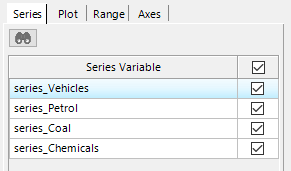 Series Plot Range Axes
Series Variable
series_Vehicles
series_Petrol
series_Coal
series_Chemicals